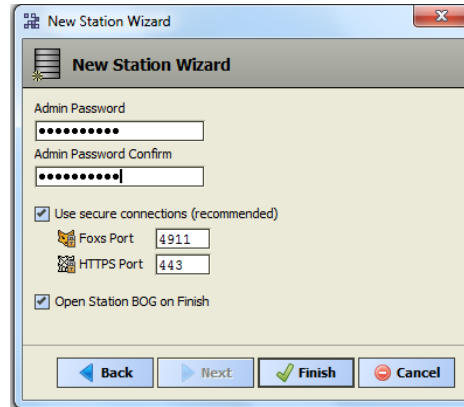 New Station Wizard
New Station Wizard
Admin Password
●●●●●●●●●●
Admin Password Confirm
●●●●●●●●●●
Use secure connections (recommended)
Foxs Port 4911
HTTPS Port 443
Open Station BOG on Finish
Back Next Finish Cancel